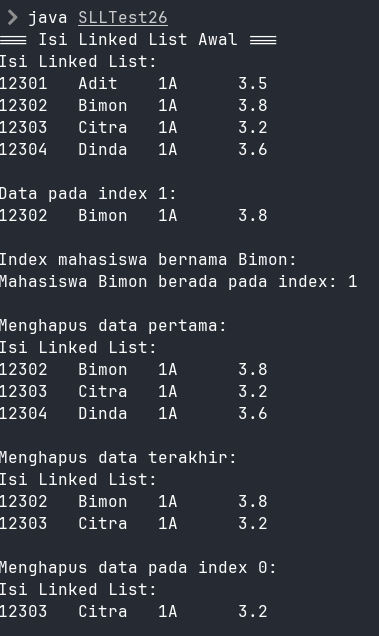 ❯ java SLLTest26
=== Isi Linked List Awal ===
Isi Linked List:
12301   Adit    1A      3.5
12302   Bimon   1A      3.8
12303   Citra   1A      3.2
12304   Dinda   1A      3.6

Data pada index 1:
12302   Bimon   1A      3.8

Index mahasiswa bernama Bimon:
Mahasiswa Bimon berada pada index: 1

Menghapus data pertama:
Isi Linked List:
12302   Bimon   1A      3.8
12303   Citra   1A      3.2
12304   Dinda   1A      3.6

Menghapus data terakhir:
Isi Linked List:
12302   Bimon   1A      3.8
12303   Citra   1A      3.2

Menghapus data pada index 0:
Isi Linked List:
12303   Citra   1A      3.2